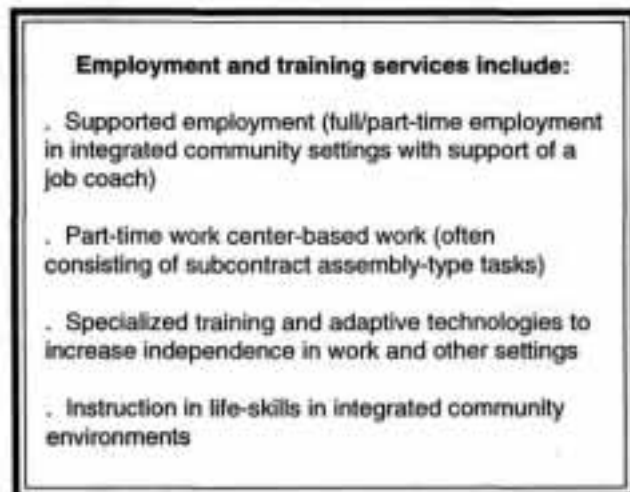 Employment and training services include:
. Supported employment (full/part-time employment
in integrated community settings with support of a
job coach)
. Part-time work center-based work (often
consisting of subcontract assembly-type tasks)
. Specialized training and adaptive technologies to
increase independence in work and other settings
. Instruction in life-skills in integrated community
environments